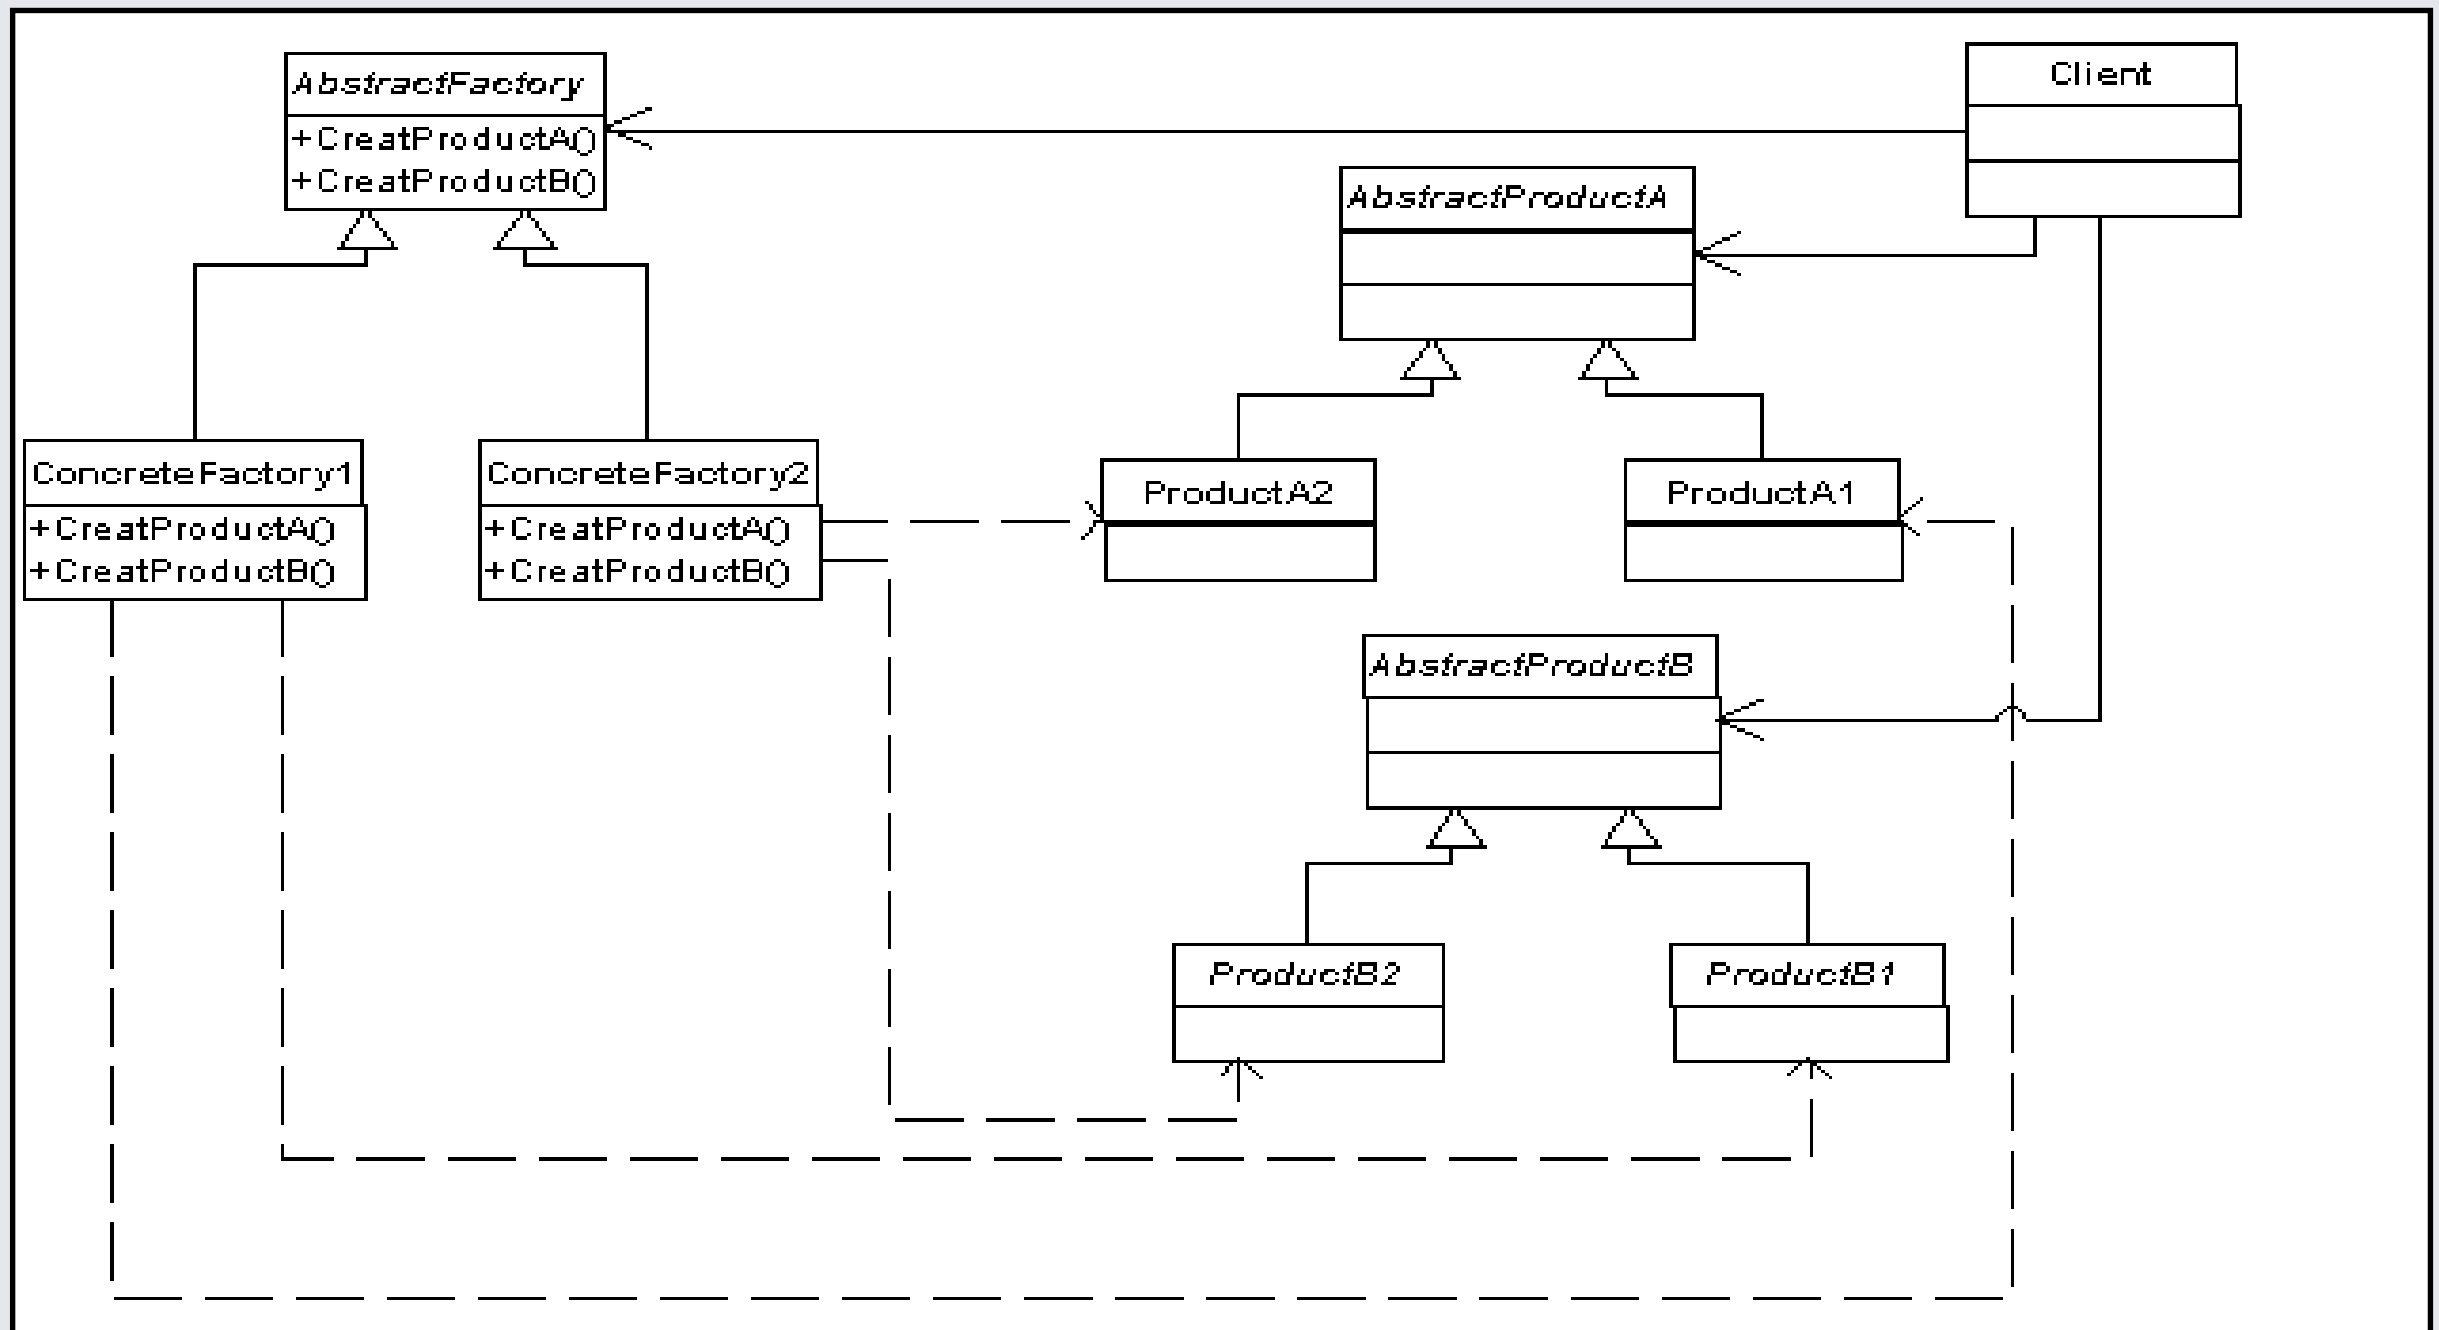 AbstractFactory
+CreatProductA()
+CreatProductB()
Client
AbstractProductA
ConcreteFactory1
+CreatProductA()
+CreatProductB()
ConcreteFactory2
+CreatProductA()
+CreatProductB()
ProductA2
ProductA1
AbstractProductB
ProductB2
ProductB1